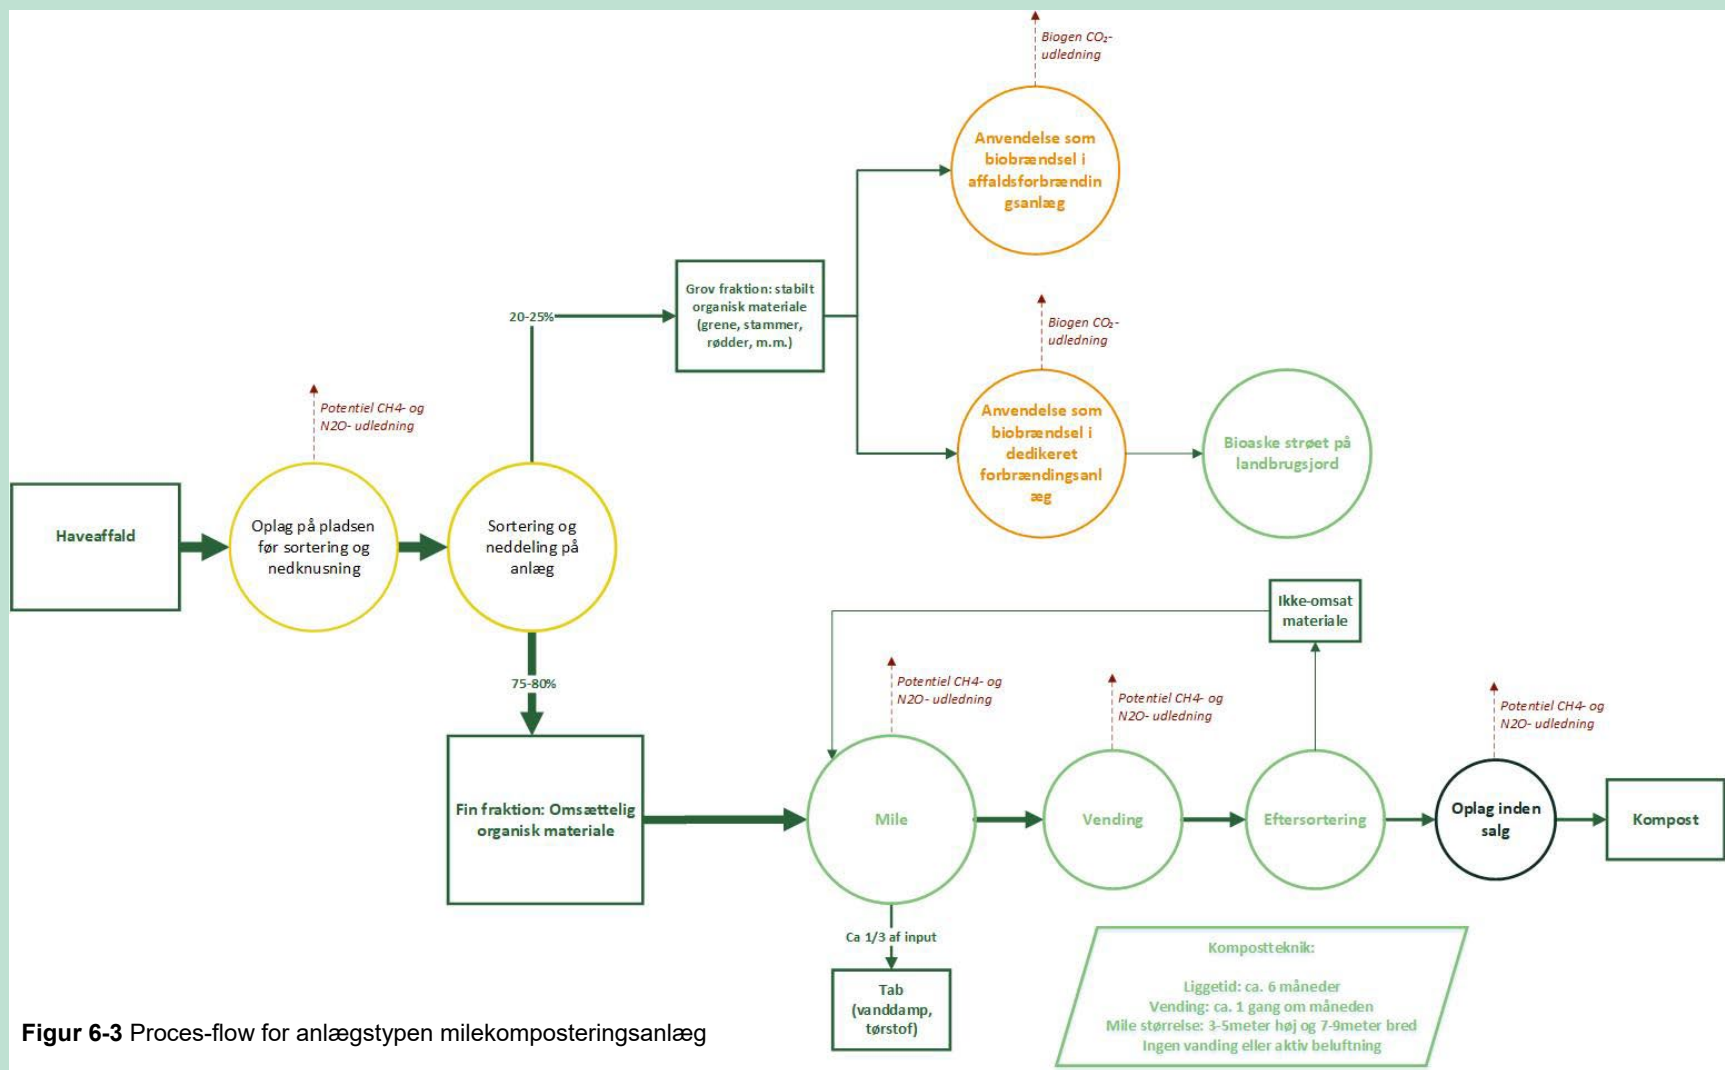 Biogen CO₂-
udledning
Anvendelse som
biobrændsel i
affaldsforbrændin
gsanlæg
Grov fraktion: stabilt
organisk materiale
(grene, stammer,
rødder, m.m.)
20-25%
Biogen CO₂-
udledning
Anvendelse som
biobrændsel i
dedikeret
forbrændingsanl
æg
Bioaske strøet på
landbrugsjord
Potentiel CH4- og
N2O- udledning
Haveaffald
Oplag på pladsen
før sortering og
nedknusning
Sortering og
neddeling på
anlæg
75-80%
Ikke-omsat
materiale
Potentiel CH4- og
N2O- udledning
Potentiel CH4- og
N2O- udledning
Potentiel CH4- og
N2O- udledning
Fin fraktion: Omsættelig
organisk materiale
Mile
Vending
Eftersortering
Oplag inden
salg
Kompost
Ca 1/3 af input
Tab
(vanddamp,
tørstof)
Kompostteknik:
Liggetid: ca. 6 måneder
Vending: ca. 1 gang om måneden
Mile størrelse: 3-5meter høj og 7-9meter bred
Ingen vanding eller aktiv beluftning
Figur 6-3 Proces-flow for anlægstypen milekomposteringsanlæg